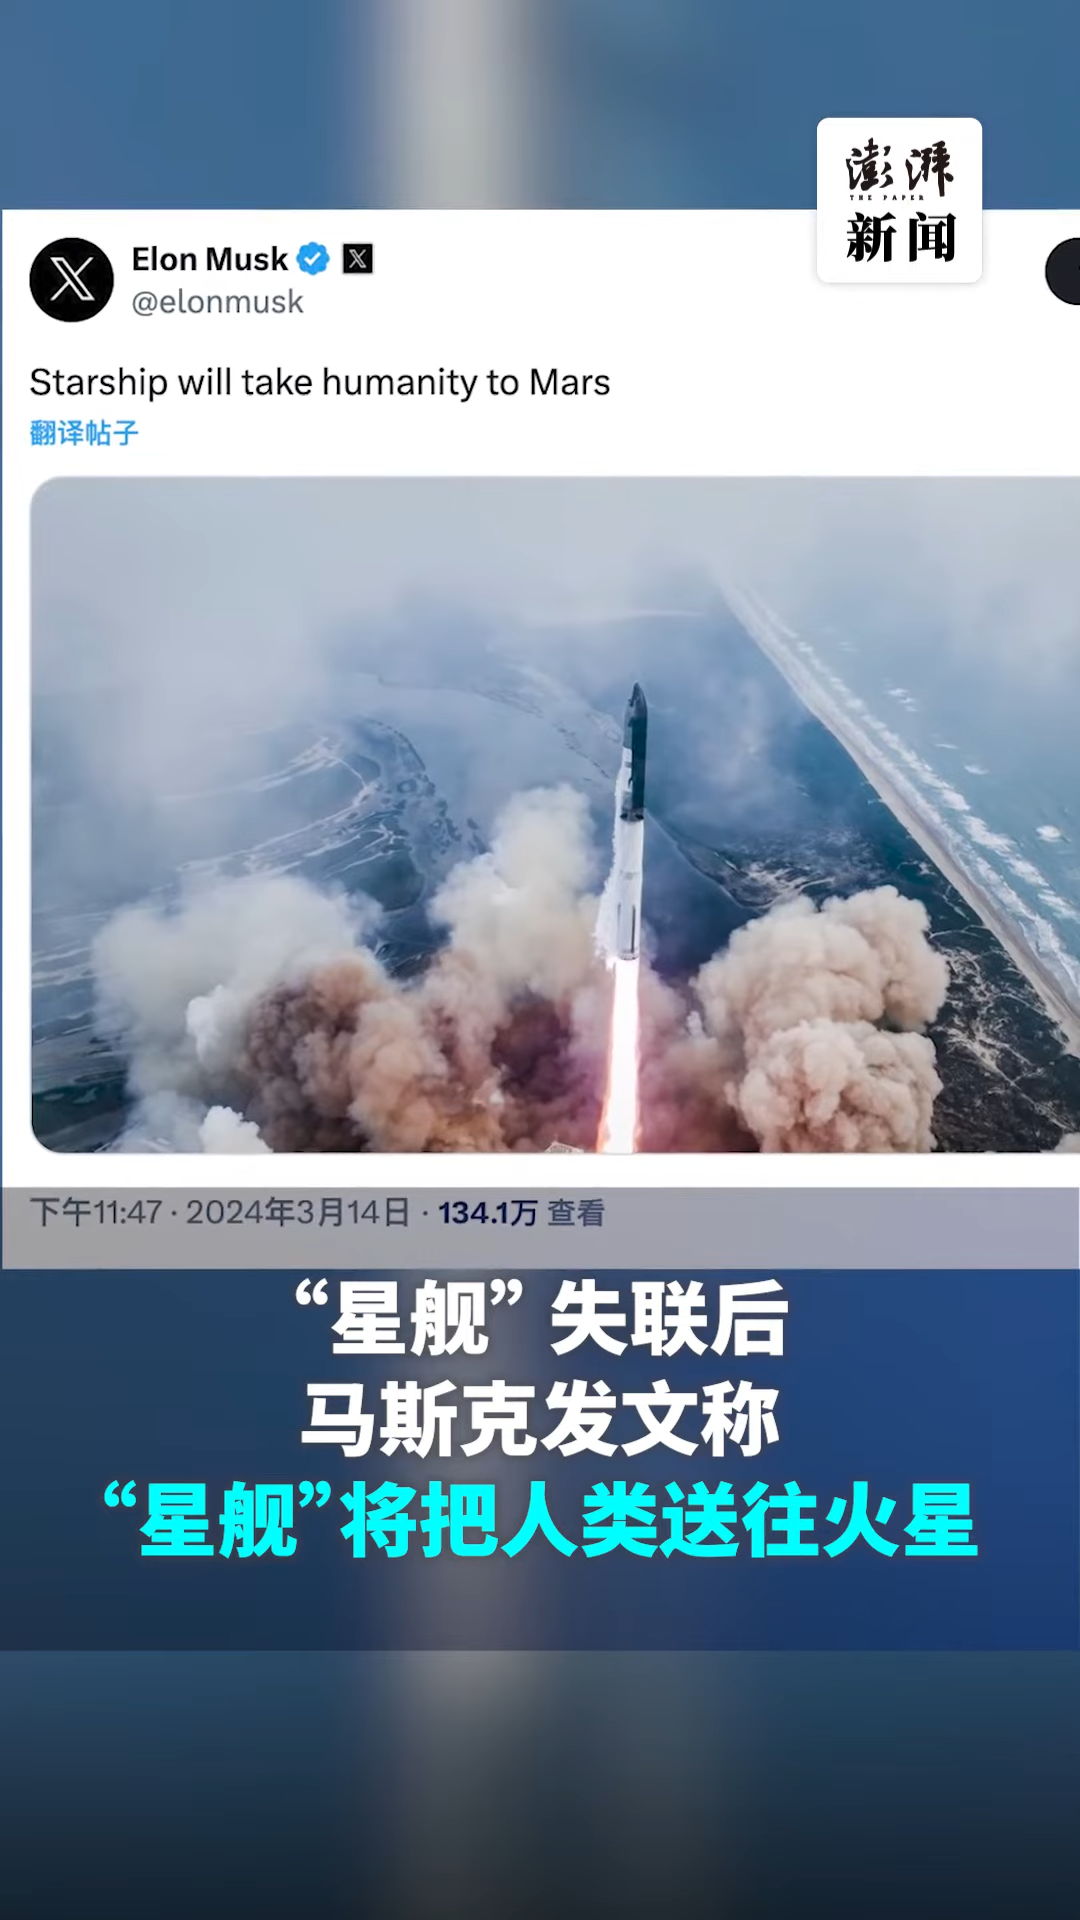 澎湃
THE PAPER
新闻
Elon Musk
@elonmusk
Starship will take humanity to Mars
翻译帖子
下午11:47 · 2024年3月14日 · 134.1万 查看
“星舰” 失联后
马斯克发文称
“星舰”将把人类送往火星